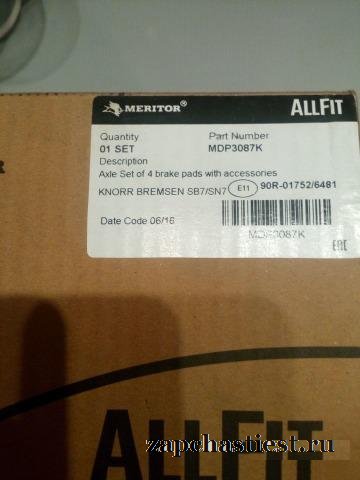 MERITOR® ALLFIT
Quantity Part Number
01 SET MDP3087K
Description
Axle Set of 4 brake pads with accessories
KNORR BREMSEN SB7/SN7 E11 90R-01752/6481
Date Code 06/16
MDP3087K
EAC
R
ALLFIT
zapchastiest.ru